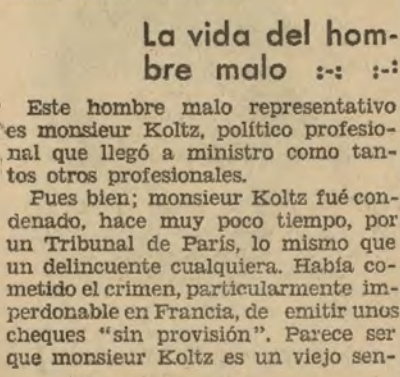 La vida del hom-
bre malo :-: :-:
Este hombre malo representativo
es monsieur Koltz, político profesio-
nal que llegó a ministro como tan-
tos otros profesionales.
Pues bien; monsieur Koltz fué con-
denado, hace muy poco tiempo, por
un Tribunal de París, lo mismo que
un delincuente cualquiera. Había co-
metido el crimen, particularmente im-
perdonable en Francia, de emitir unos
cheques "sin provisión". Parece ser
que monsieur Koltz es un viejo sen-